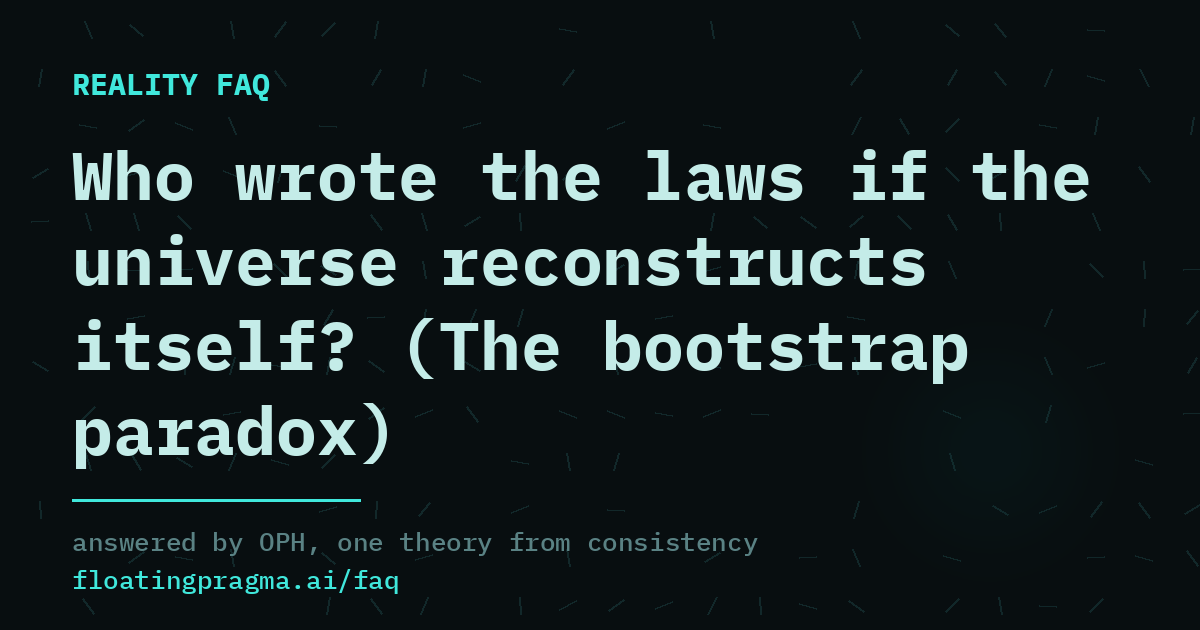 REALITY FAQ
Who wrote the laws if the
universe reconstructs
itself? (The bootstrap
paradox)
answered by OPH, one theory from consistency
floatingpragma.ai/faq